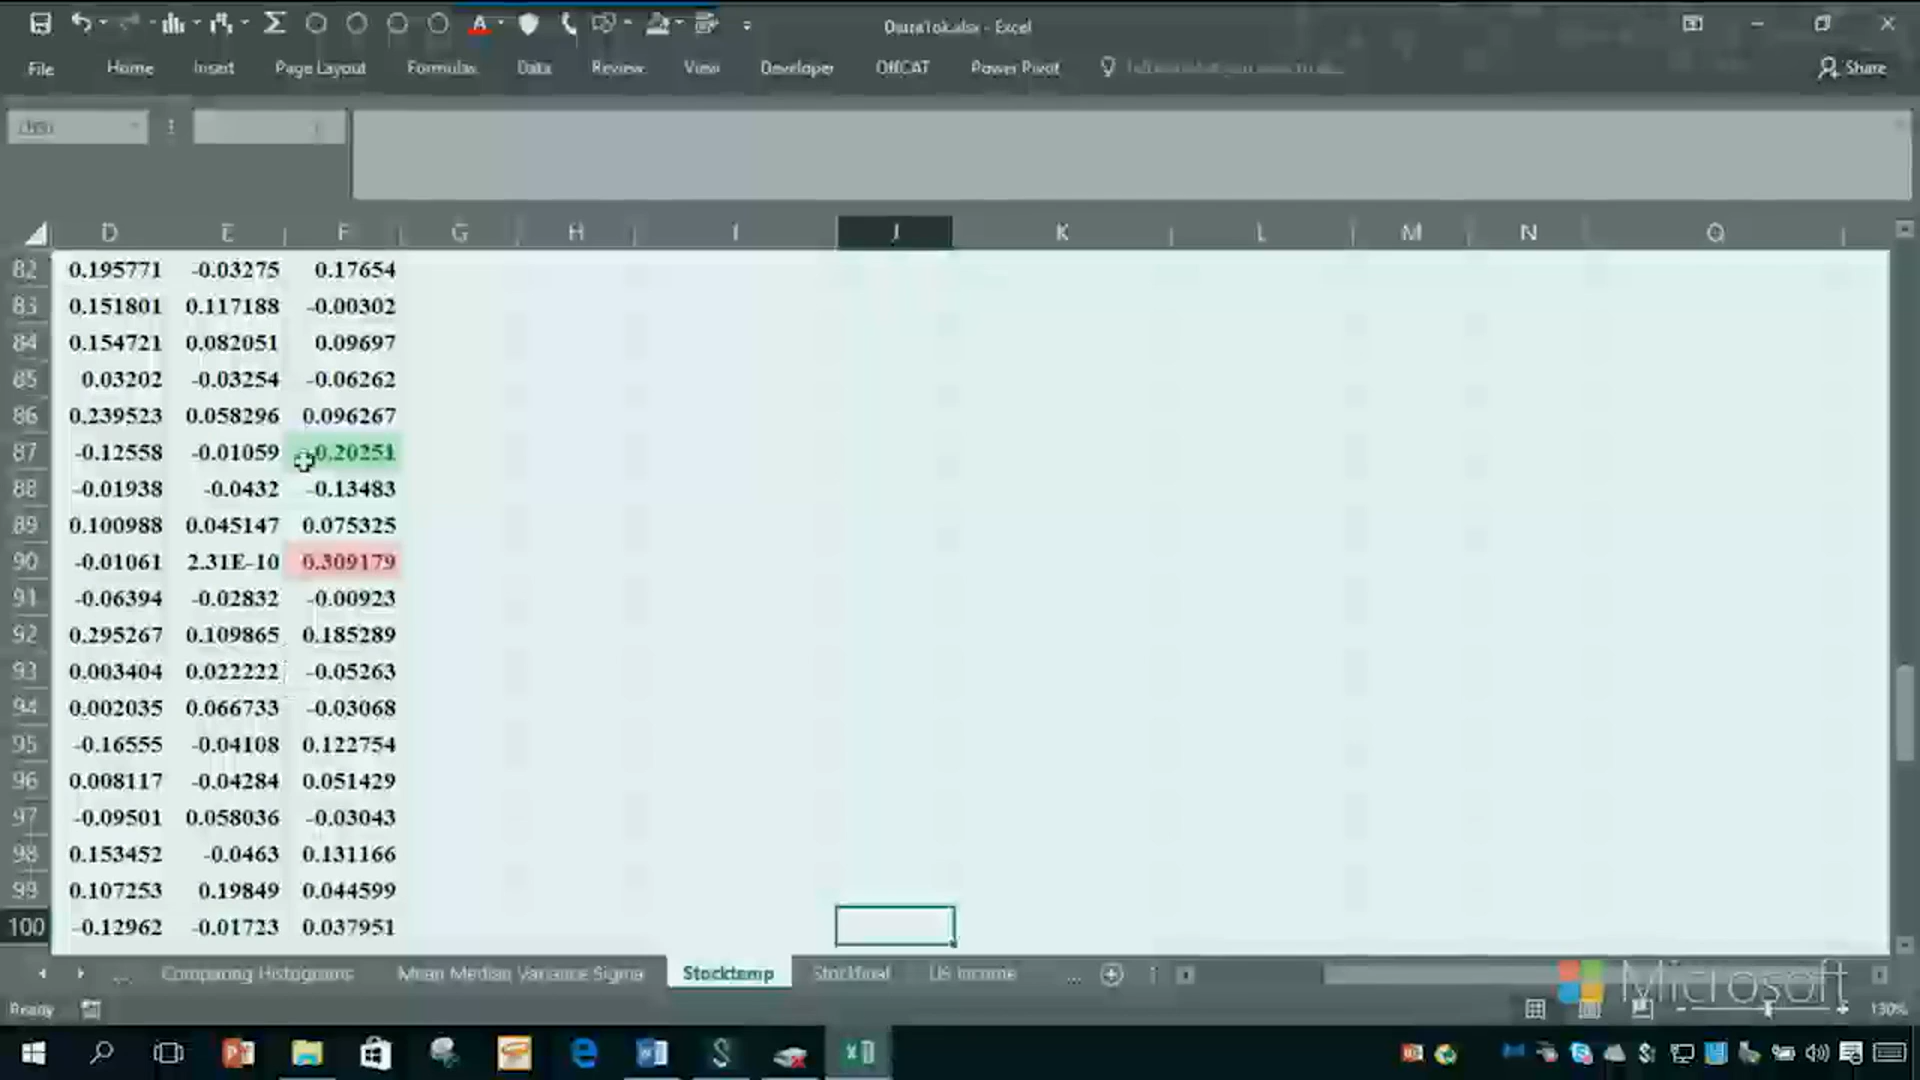 - Excel
File Home Insert Page Layout Formulas Data Review View Developer Power Pivot Share
D E F G H I J K L M N Q
82 0.195771 -0.03275 0.17654
83 0.151801 0.117188 -0.00302
84 0.154721 0.082051 0.09697
85 0.03202 -0.03254 -0.06262
86 0.239523 0.058296 0.096267
87 -0.12558 -0.01059 -0.20251
88 -0.01938 -0.0432 -0.13483
89 0.100988 0.045147 0.075325
90 -0.01061 2.31E-10 0.309179
91 -0.06394 -0.02832 -0.00923
92 0.295267 0.109865 0.185289
93 0.003404 0.022222 -0.05263
94 0.002035 0.066733 -0.03068
95 -0.16555 -0.04108 0.122754
96 0.008117 -0.04284 0.051429
97 -0.09501 0.058036 -0.03043
98 0.153452 -0.0463 0.131166
99 0.107253 0.19849 0.044599
100 -0.12962 -0.01723 0.037951
... Comparing Histograms Mean Median Variance Sigma Stocktemp Stockfinal US Income ...
Microsoft
Ready 130%